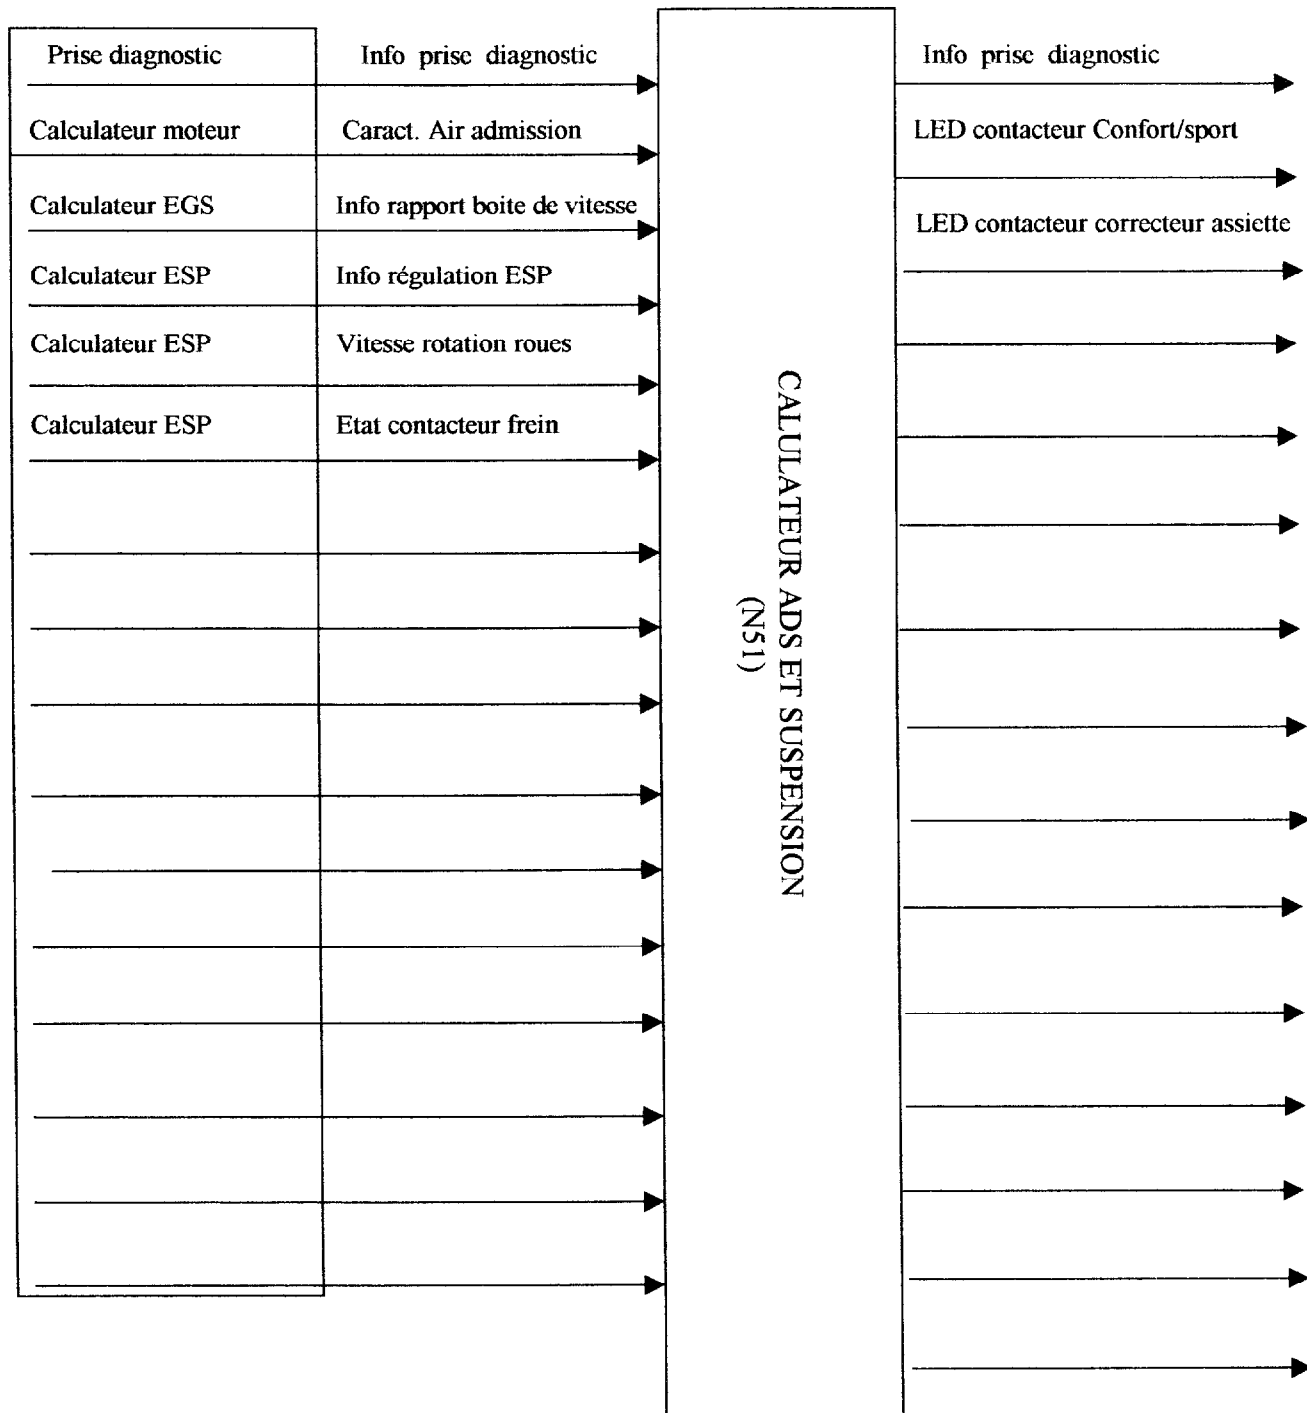 Prise diagnostic
Info prise diagnostic
Info prise diagnostic
Calculateur moteur
Caract. Air admission
LED contacteur Confort/sport
Calculateur EGS
Info rapport boite de vitesse
LED contacteur correcteur assiette
Calculateur ESP
Info régulation ESP
Calculateur ESP
Vitesse rotation roues
Calculateur ESP
Etat contacteur frein
CALULATEUR ADS ET SUSPENSION
(N51)